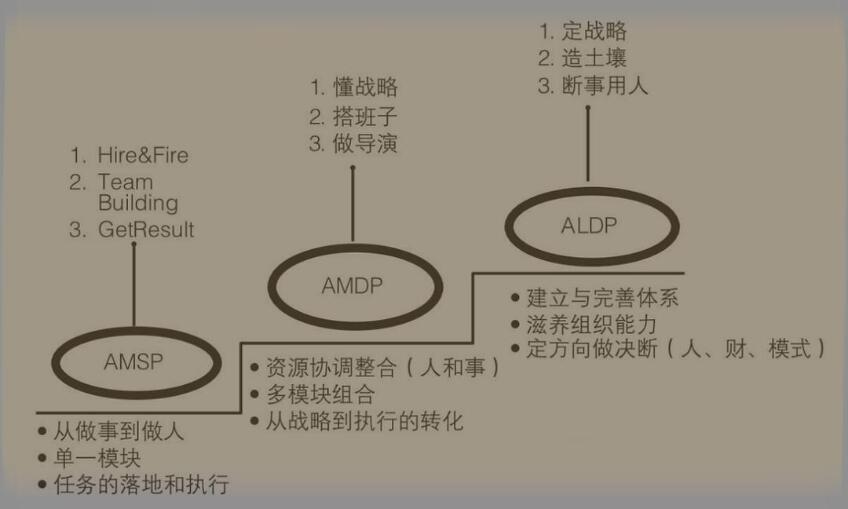 1. Hire&Fire
2. Team
Building
3. GetResult
AMSP
• 从做事到做人
• 单一模块
• 任务的落地和执行
1. 懂战略
2. 搭班子
3. 做导演
AMDP
• 资源协调整合（人和事）
• 多模块组合
• 从战略到执行的转化
1. 定战略
2. 造土壤
3. 断事用人
ALDP
• 建立与完善体系
• 滋养组织能力
• 定方向做决断（人、财、模式）